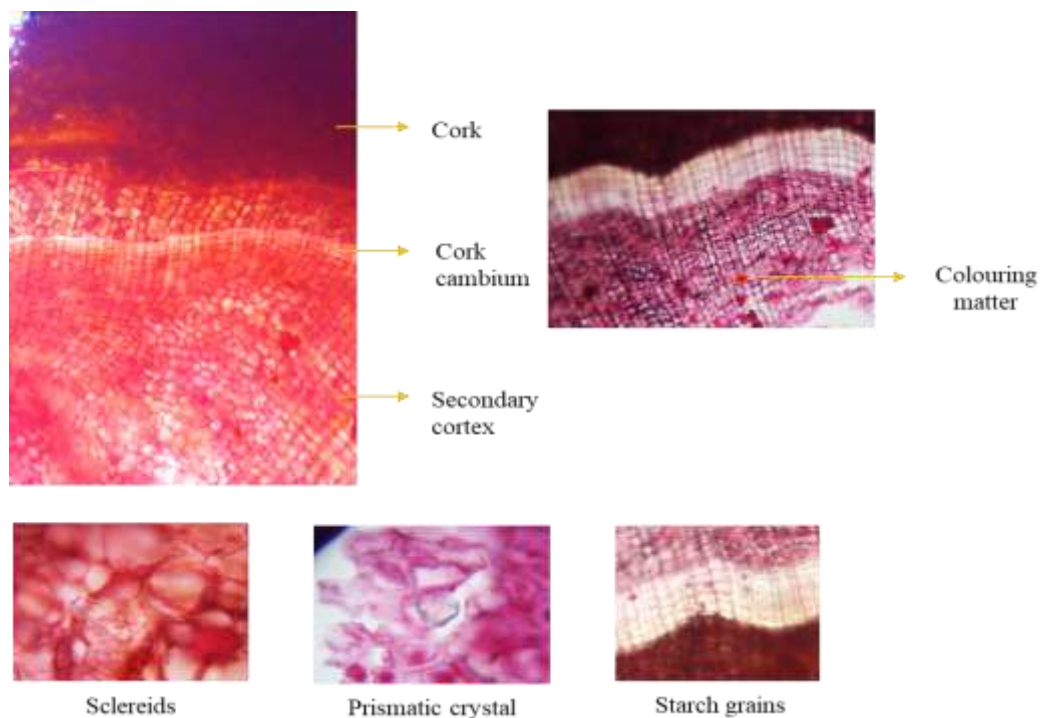 Cork
Cork
cambium
Colouring
matter
Secondary
cortex
Sclereids
Prismatic crystal
Starch grains